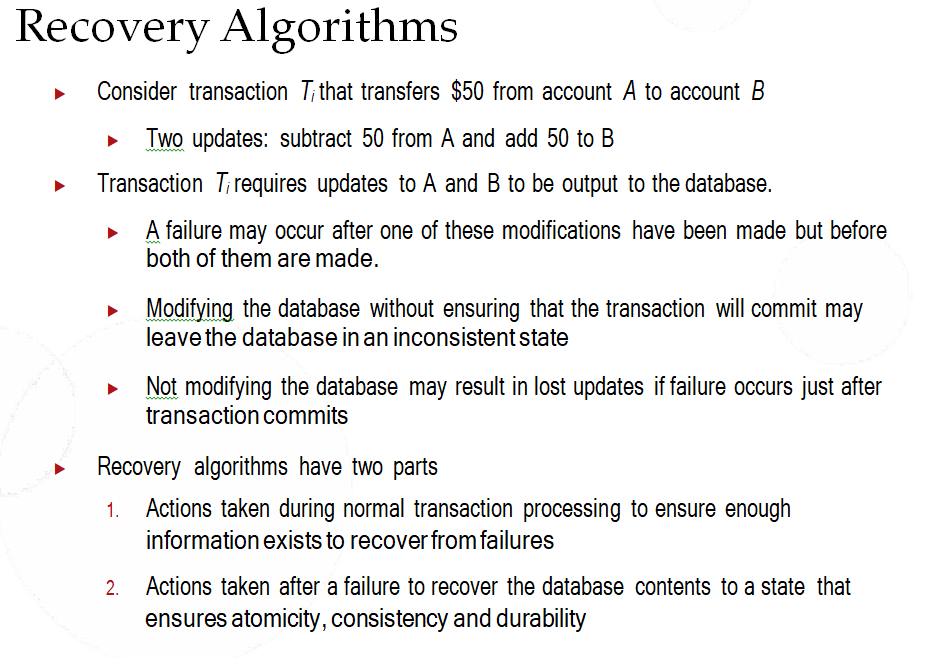 Recovery Algorithms
Consider transaction Ti that transfers $50 from account A to account B
Two updates: subtract 50 from A and add 50 to B
Transaction Ti requires updates to A and B to be output to the database.
A failure may occur after one of these modifications have been made but before
both of them are made.
Modifying the database without ensuring that the transaction will commit may
leave the database in an inconsistent state
Not modifying the database may result in lost updates if failure occurs just after
transaction commits
Recovery algorithms have two parts
1. Actions taken during normal transaction processing to ensure enough
information exists to recover from failures
2. Actions taken after a failure to recover the database contents to a state that
ensures atomicity, consistency and durability